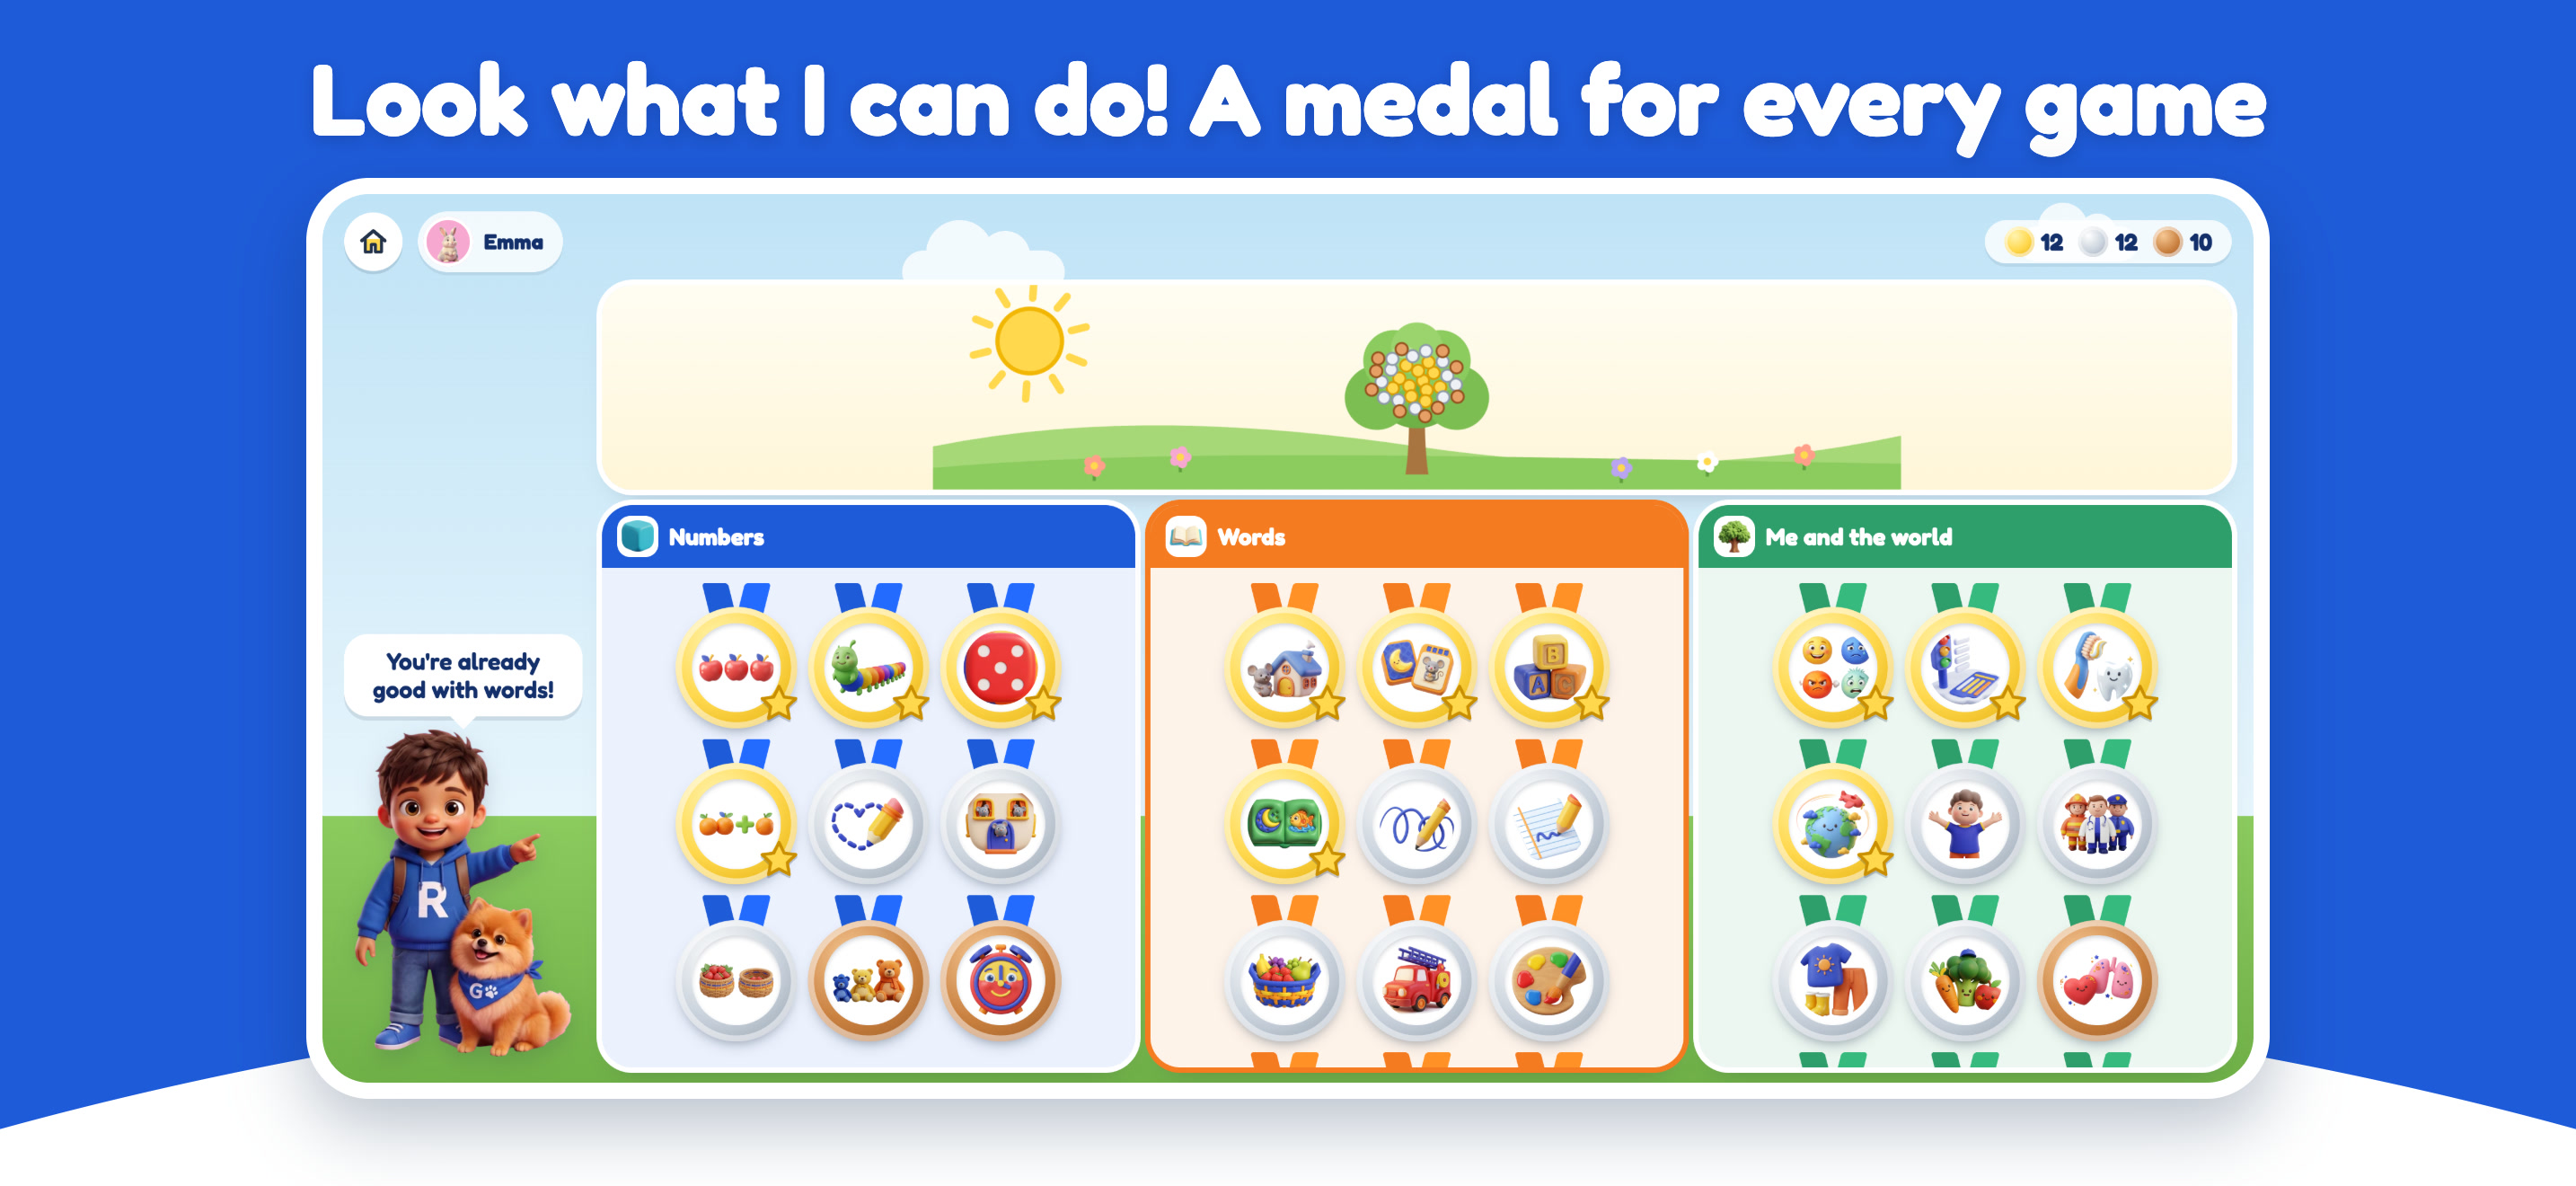 Look what I can do! A medal for every game
Emma
12 12 10
Numbers
Words
Me and the world
You're already
good with words!
R
G
B
A C